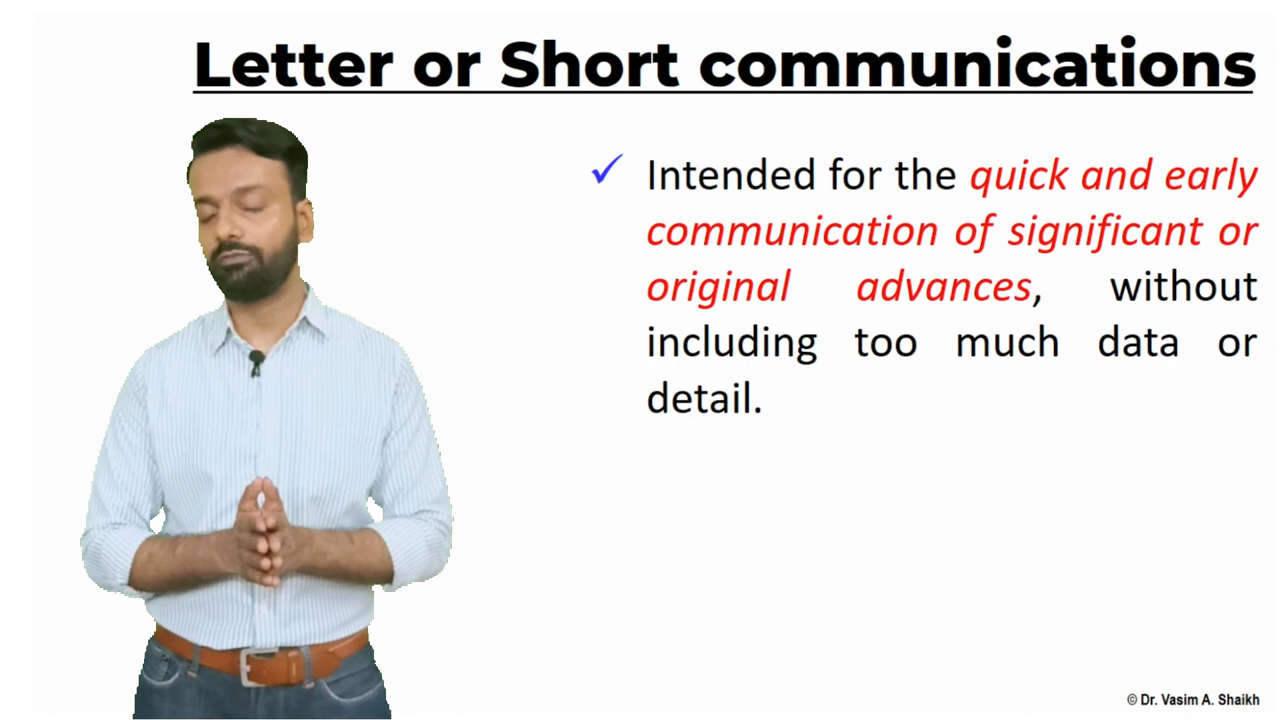 Letter or Short communications
✓ Intended for the quick and early
communication of significant or
original advances, without
including too much data or
detail.
© Dr. Vasim A. Shaikh